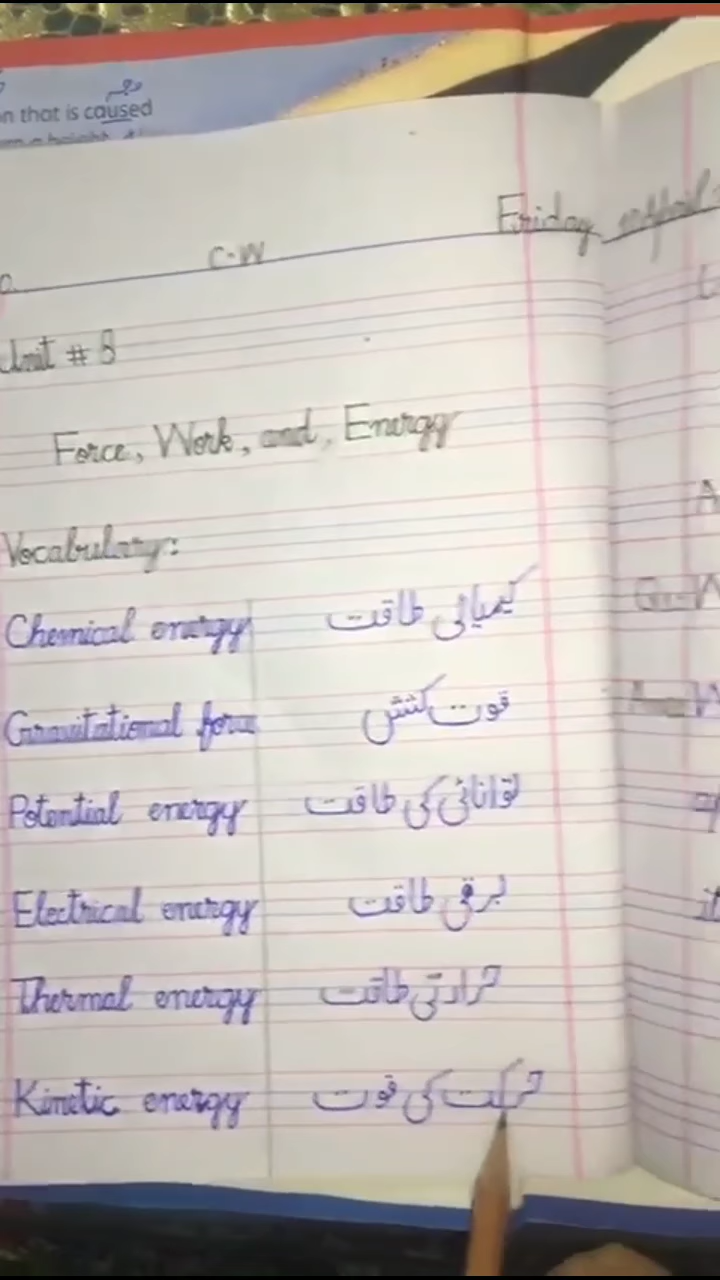 n that is caused
C-W
Friday
Unit # 8
Force, Work, and, Energy
Vocabulary:
Chemical energy کیمیائی طاقت
Gravitational force قوت کشش
Potential energy توانائی کی طاقت
Electrical energy برقی طاقت
Thermal energy حرارتی طاقت
Kinetic energy حرکت کی قوت